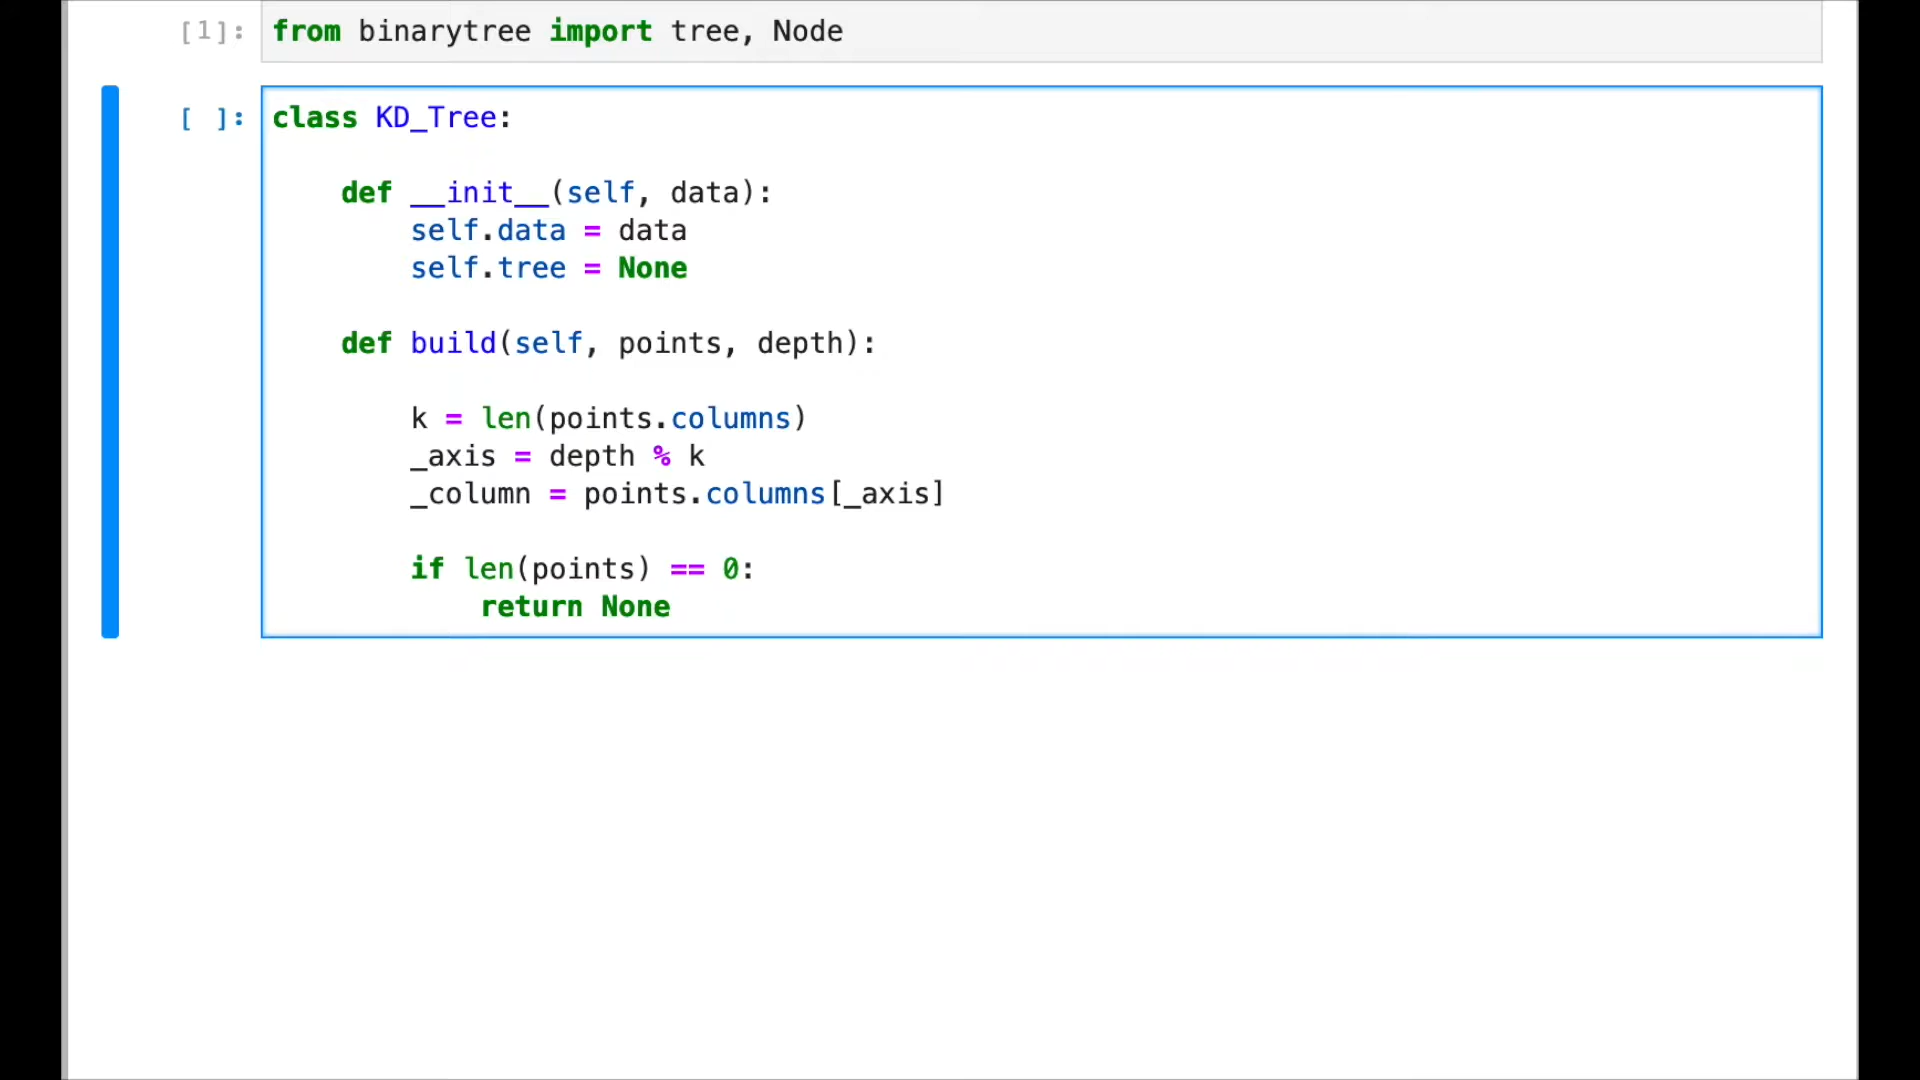 [1]: from binarytree import tree, Node
[ ]: class KD_Tree:
def __init__(self, data):
self.data = data
self.tree = None
def build(self, points, depth):
k = len(points.columns)
_axis = depth % k
_column = points.columns[_axis]
if len(points) == 0:
return None